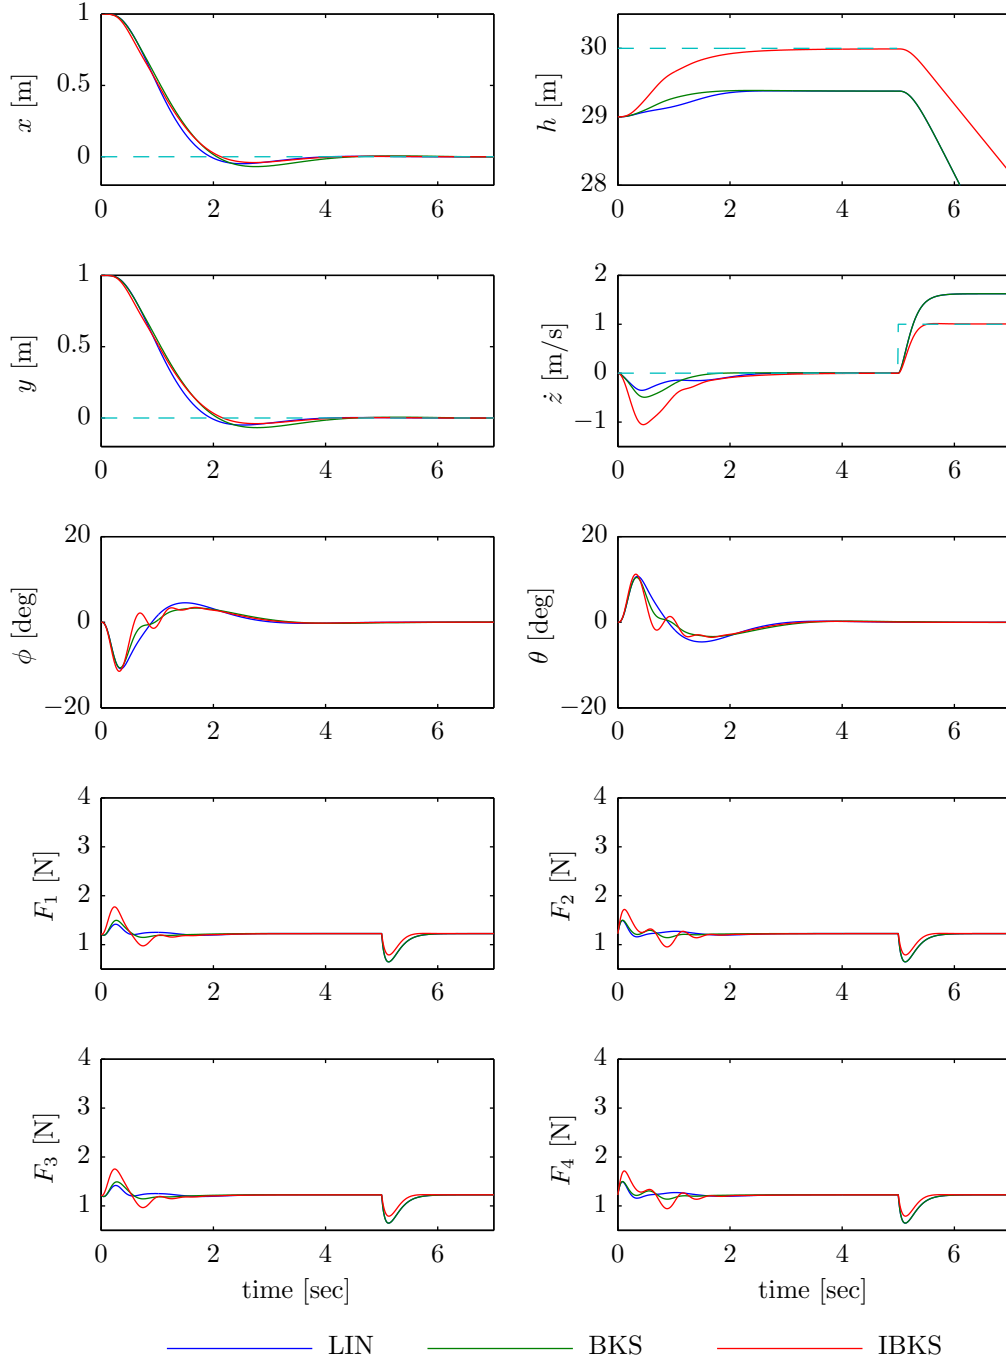 1
0.5
0
x [m]
0 2 4 6
30
29
28
h [m]
0 2 4 6
1
0.5
0
y [m]
0 2 4 6
2
1
0
−1
ż [m/s]
0 2 4 6
20
0
−20
ϕ [deg]
0 2 4 6
20
0
−20
θ [deg]
0 2 4 6
4
3
2
1
F1 [N]
0 2 4 6
4
3
2
1
F2 [N]
0 2 4 6
4
3
2
1
F3 [N]
0 2 4 6
time [sec]
4
3
2
1
F4 [N]
0 2 4 6
time [sec]
LIN BKS IBKS